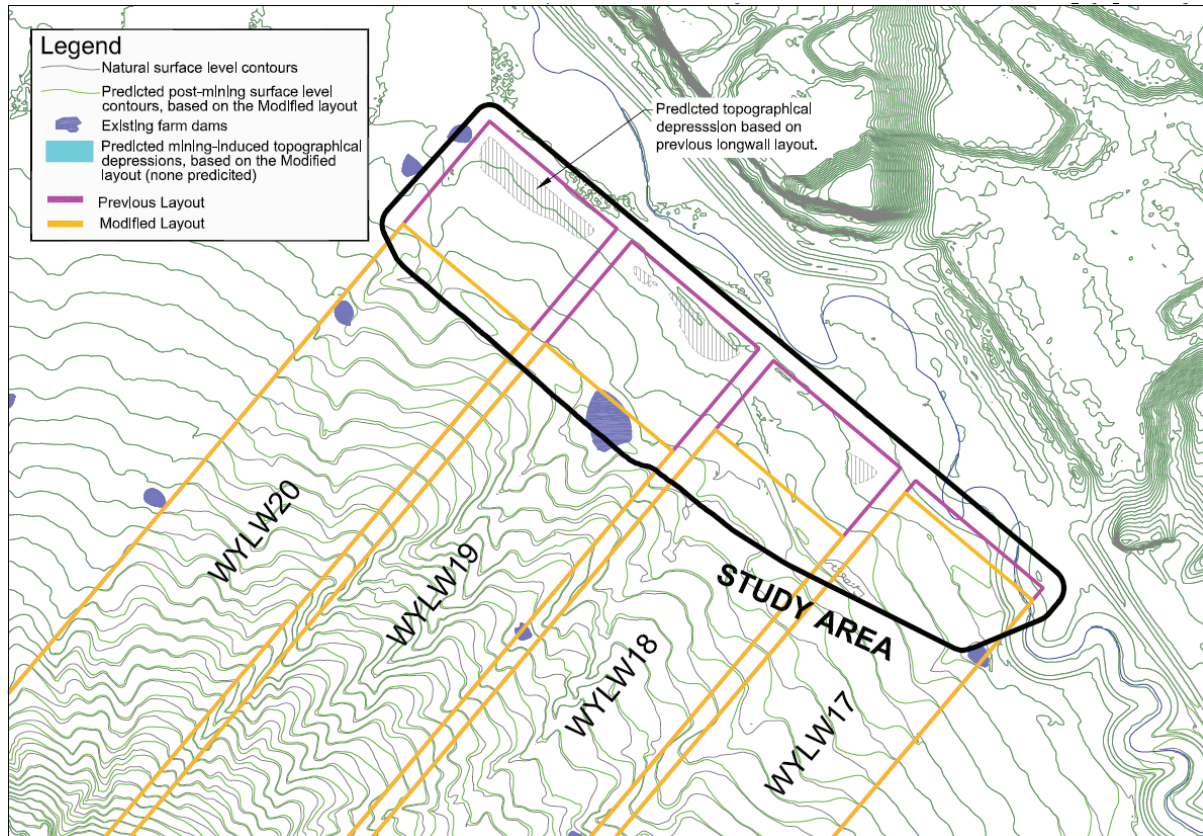 Legend
Natural surface level contours
Predicted post-mining surface level
contours, based on the Modified layout
Existing farm dams
Predicted mining-induced topographical
depressions, based on the Modified
layout (none predicited)
Previous Layout
Modified Layout
Predicted topographical
depresssion based on
previous longwall layout.
WYLW20
WYLW19
WYLW18
WYLW17
STUDY AREA